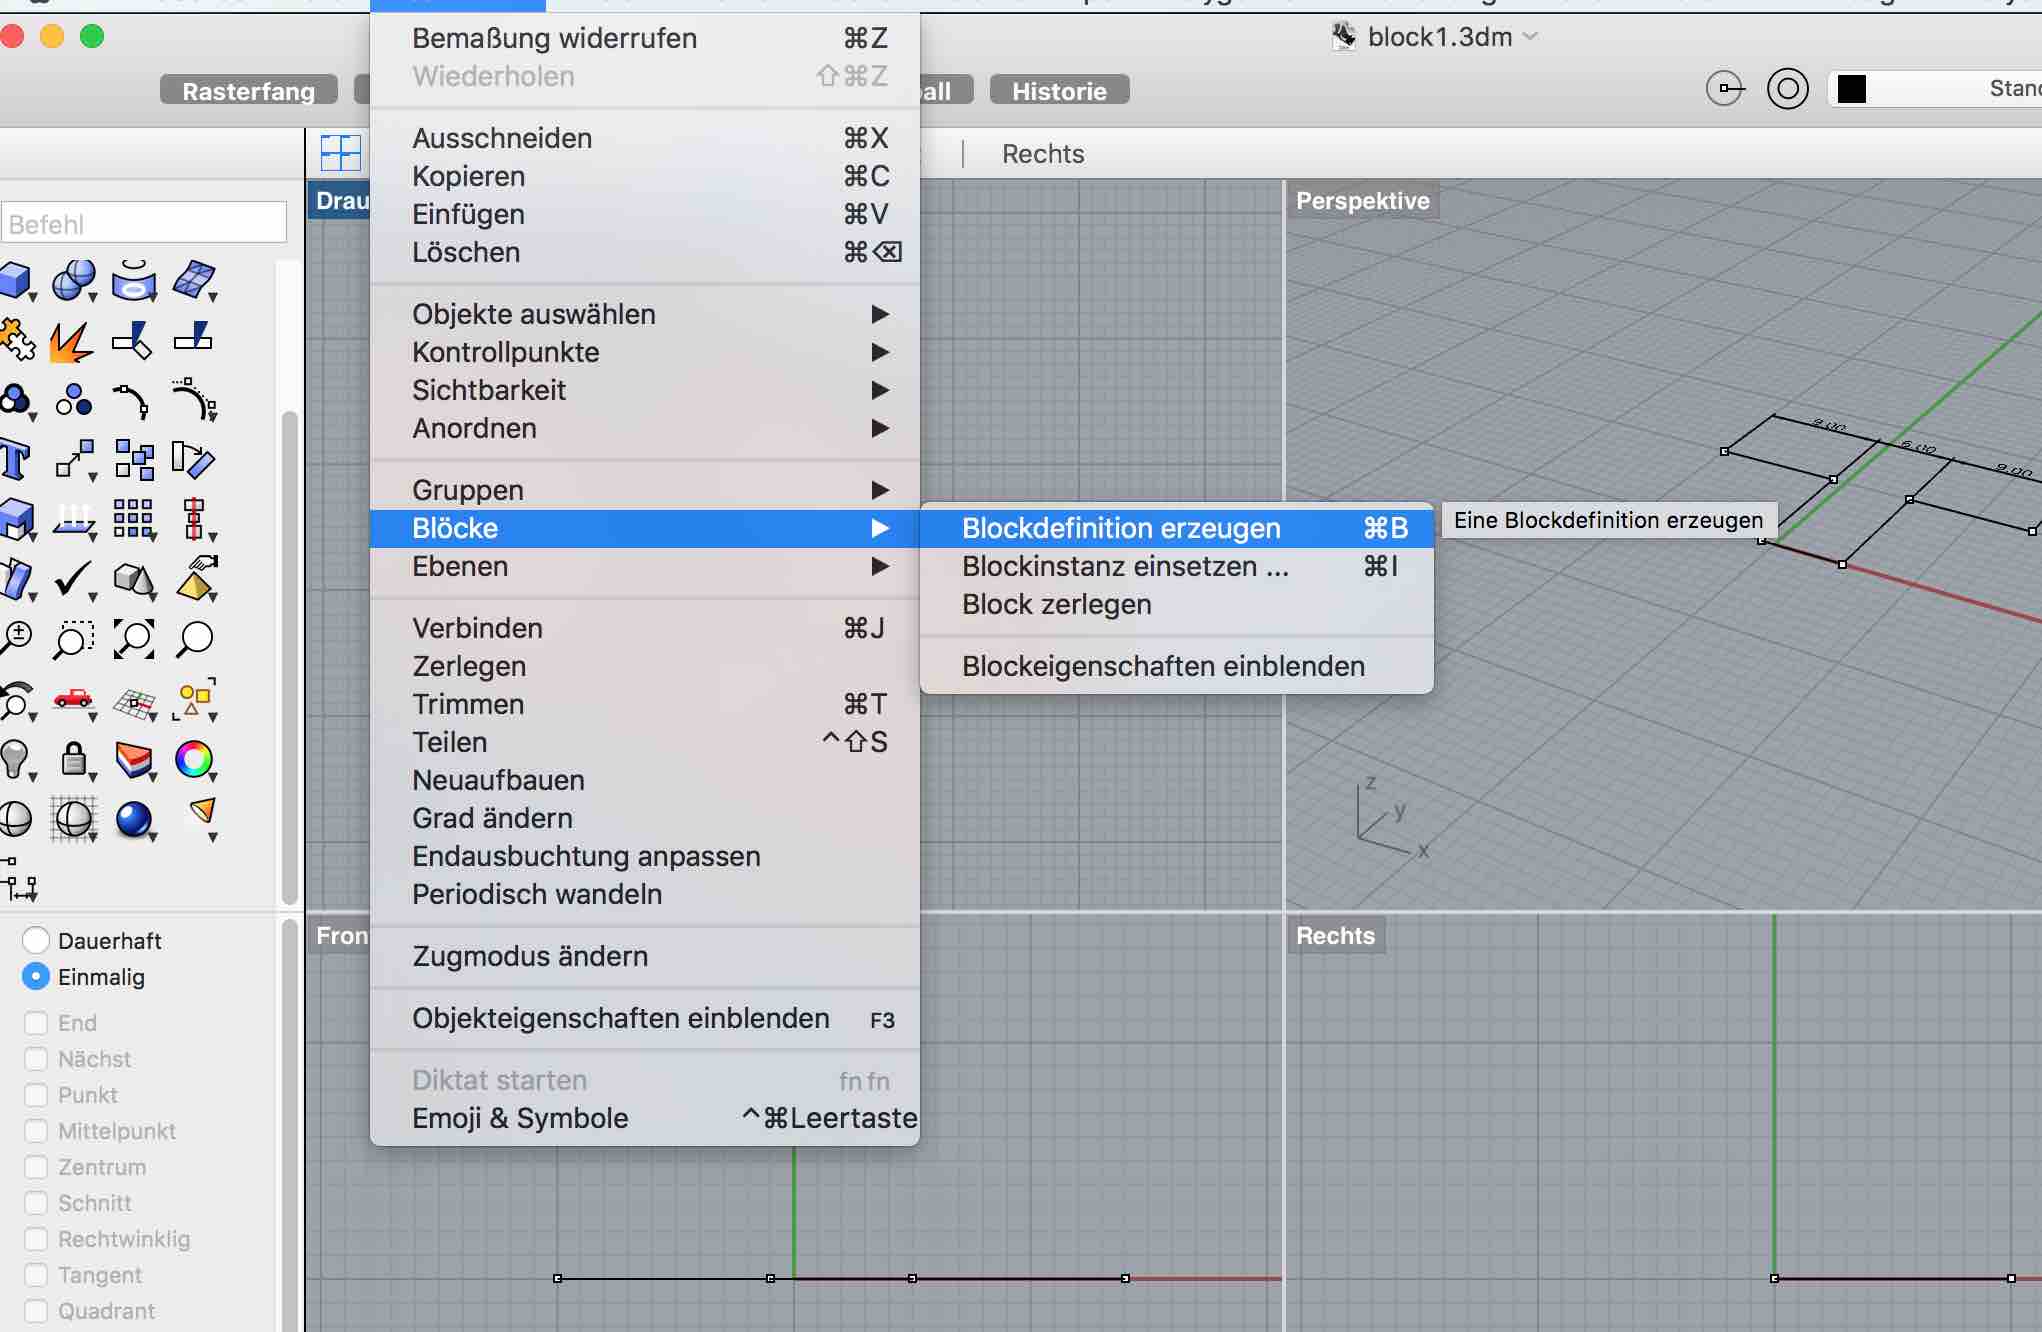 block1.3dm
Rasterfang
all
Historie
Stand
Rechts
Befehl
Bemaßung widerrufen ⌘Z
Wiederholen ⇧⌘Z
Ausschneiden ⌘X
Kopieren ⌘C
Einfügen ⌘V
Löschen ⌘⌫
Objekte auswählen ▶
Kontrollpunkte ▶
Sichtbarkeit ▶
Anordnen ▶
Gruppen ▶
Blöcke ▶
Ebenen ▶
Verbinden ⌘J
Zerlegen
Trimmen ⌘T
Teilen ^⇧S
Neuaufbauen
Grad ändern
Endausbuchtung anpassen
Periodisch wandeln
Zugmodus ändern
Objekteigenschaften einblenden F3
Diktat starten fn fn
Emoji & Symbole ^⌘Leertaste
Blockdefinition erzeugen ⌘B
Blockinstanz einsetzen ... ⌘I
Block zerlegen
Blockeigenschaften einblenden
Eine Blockdefinition erzeugen
Drau
Perspektive
z
y
x
Fron
Rechts
Dauerhaft
Einmalig
End
Nächst
Punkt
Mittelpunkt
Zentrum
Schnitt
Rechtwinklig
Tangent
Quadrant